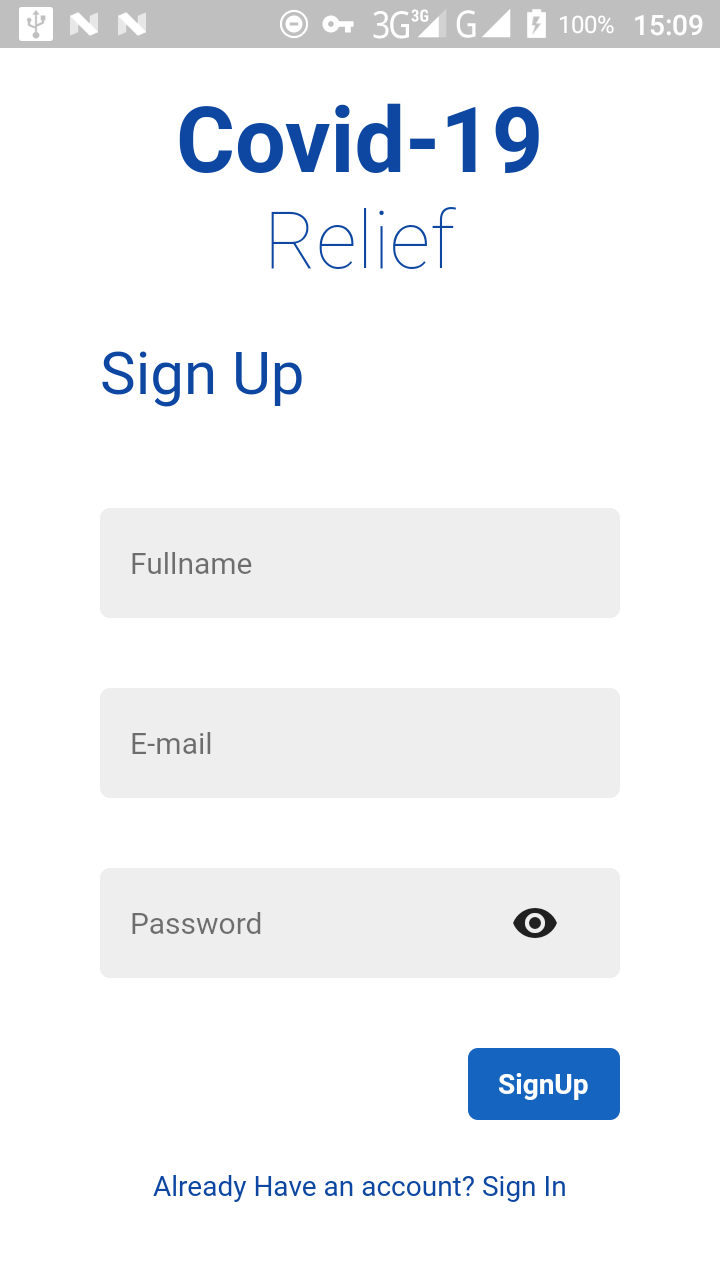 3G 3G G 100% 15:09
Covid-19
Relief
Sign Up
Fullname
E-mail
Password
SignUp
Already Have an account? Sign In